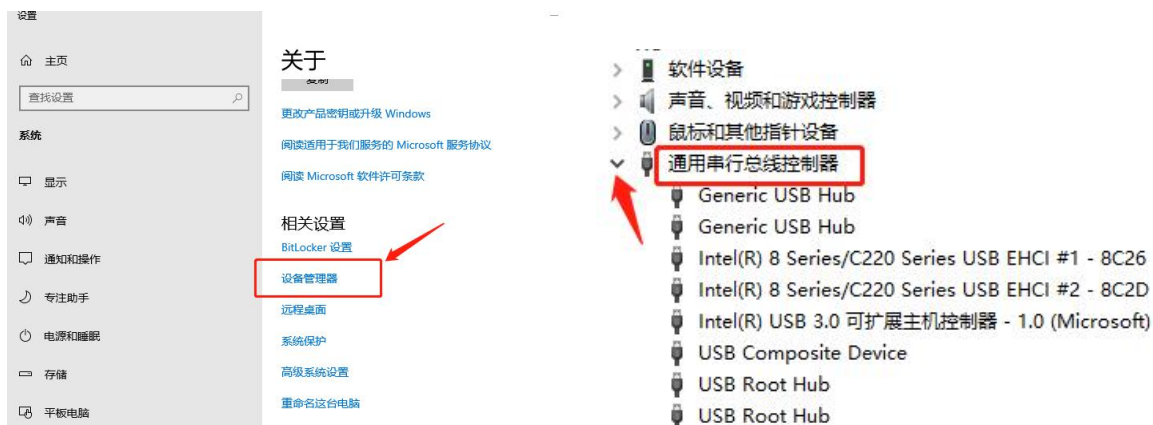 设置
主页
查找设置
系统
显示
声音
通知和操作
专注助手
电源和睡眠
存储
平板电脑
关于
复制
更改产品密钥或升级 Windows
阅读适用于我们服务的 Microsoft 服务协议
阅读 Microsoft 软件许可条款
相关设置
BitLocker 设置
设备管理器
远程桌面
系统保护
高级系统设置
重命名这台电脑
软件设备
声音、视频和游戏控制器
鼠标和其他指针设备
通用串行总线控制器
Generic USB Hub
Generic USB Hub
Intel(R) 8 Series/C220 Series USB EHCI #1 - 8C26
Intel(R) 8 Series/C220 Series USB EHCI #2 - 8C2D
Intel(R) USB 3.0 可扩展主机控制器 - 1.0 (Microsoft)
USB Composite Device
USB Root Hub
USB Root Hub